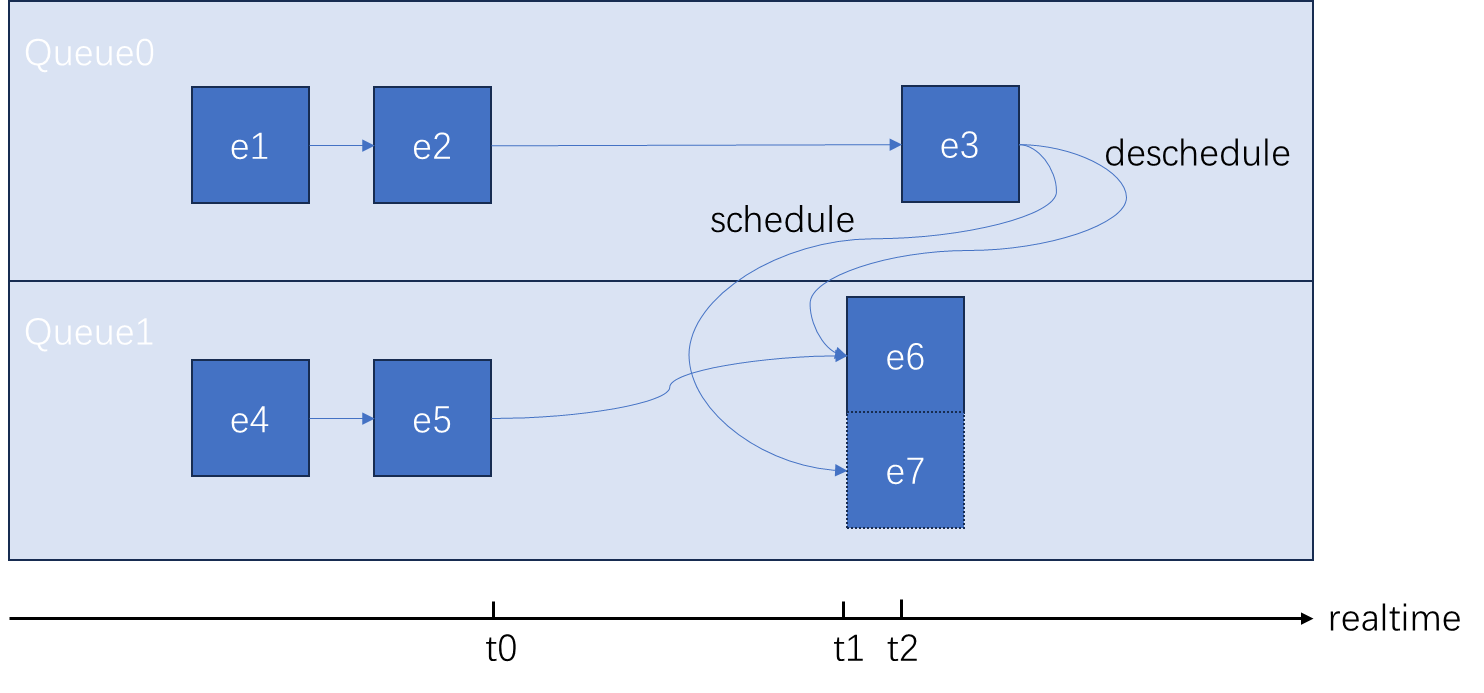 Queue0
e1
e2
e3
deschedule
schedule
Queue1
e6
e4
e5
e7
realtime
t0
t1
t2